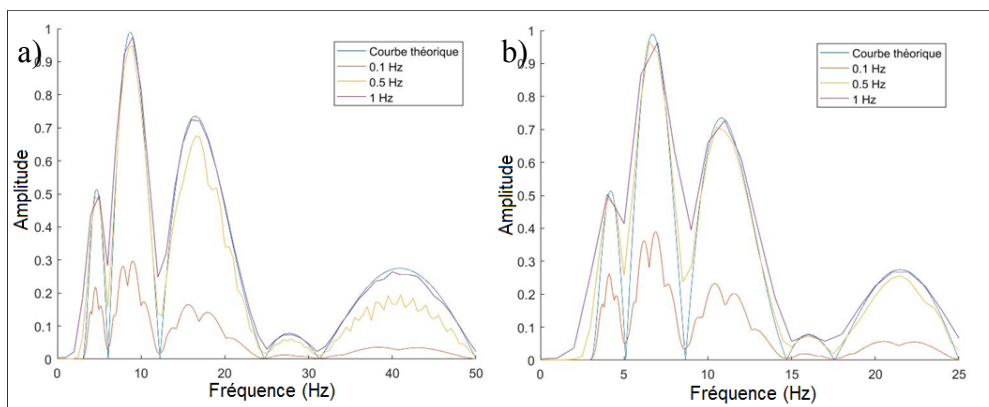 a)
1
0.9
0.8
0.7
0.6
0.5
0.4
0.3
0.2
0.1
0
Amplitude
Courbe théorique
0.1 Hz
0.5 Hz
1 Hz
0 10 20 30 40 50
Fréquence (Hz)
b)
1
0.9
0.8
0.7
0.6
0.5
0.4
0.3
0.2
0.1
0
Amplitude
Courbe théorique
0.1 Hz
0.5 Hz
1 Hz
0 5 10 15 20 25
Fréquence (Hz)